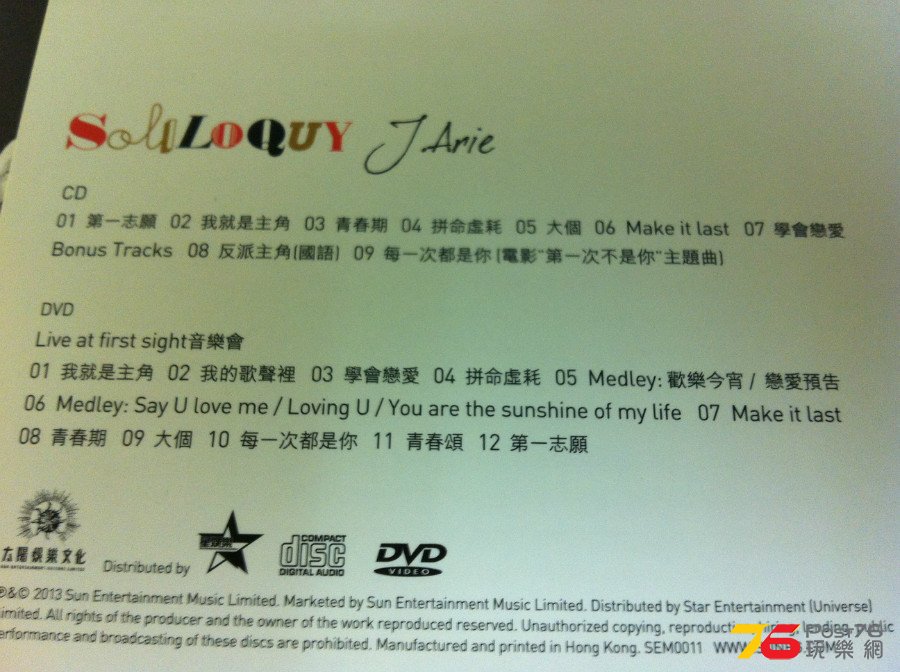 SoliLOQUY J.Arie
CD
01 第一志願 02 我就是主角 03 青春期 04 拼命虛耗 05 大個 06 Make it last 07 學會戀愛
Bonus Tracks 08 反派主角(國語) 09 每一次都是你 (電影"第一次不是你"主題曲)
DVD
Live at first sight音樂會
01 我就是主角 02 我的歌聲裡 03 學會戀愛 04 拼命虛耗 05 Medley: 歡樂今宵 / 戀愛預告
06 Medley: Say U love me / Loving U / You are the sunshine of my life 07 Make it last
08 青春期 09 大個 10 每一次都是你 11 青春頌 12 第一志願
太陽娛樂文化
Distributed by
星娛樂
COMPACT
disc
DIGITAL AUDIO
DVD
VIDEO
℗&© 2013 Sun Entertainment Music Limited. Marketed by Sun Entertainment Music Limited. Distributed by Star Entertainment (Universe)
Limited. All rights of the producer and the owner of the work reproduced reserved. Unauthorized copying, public
performance and broadcasting of these discs are prohibited. Manufactured and printed in Hong Kong. SEM0011
76 POST76
玩樂網